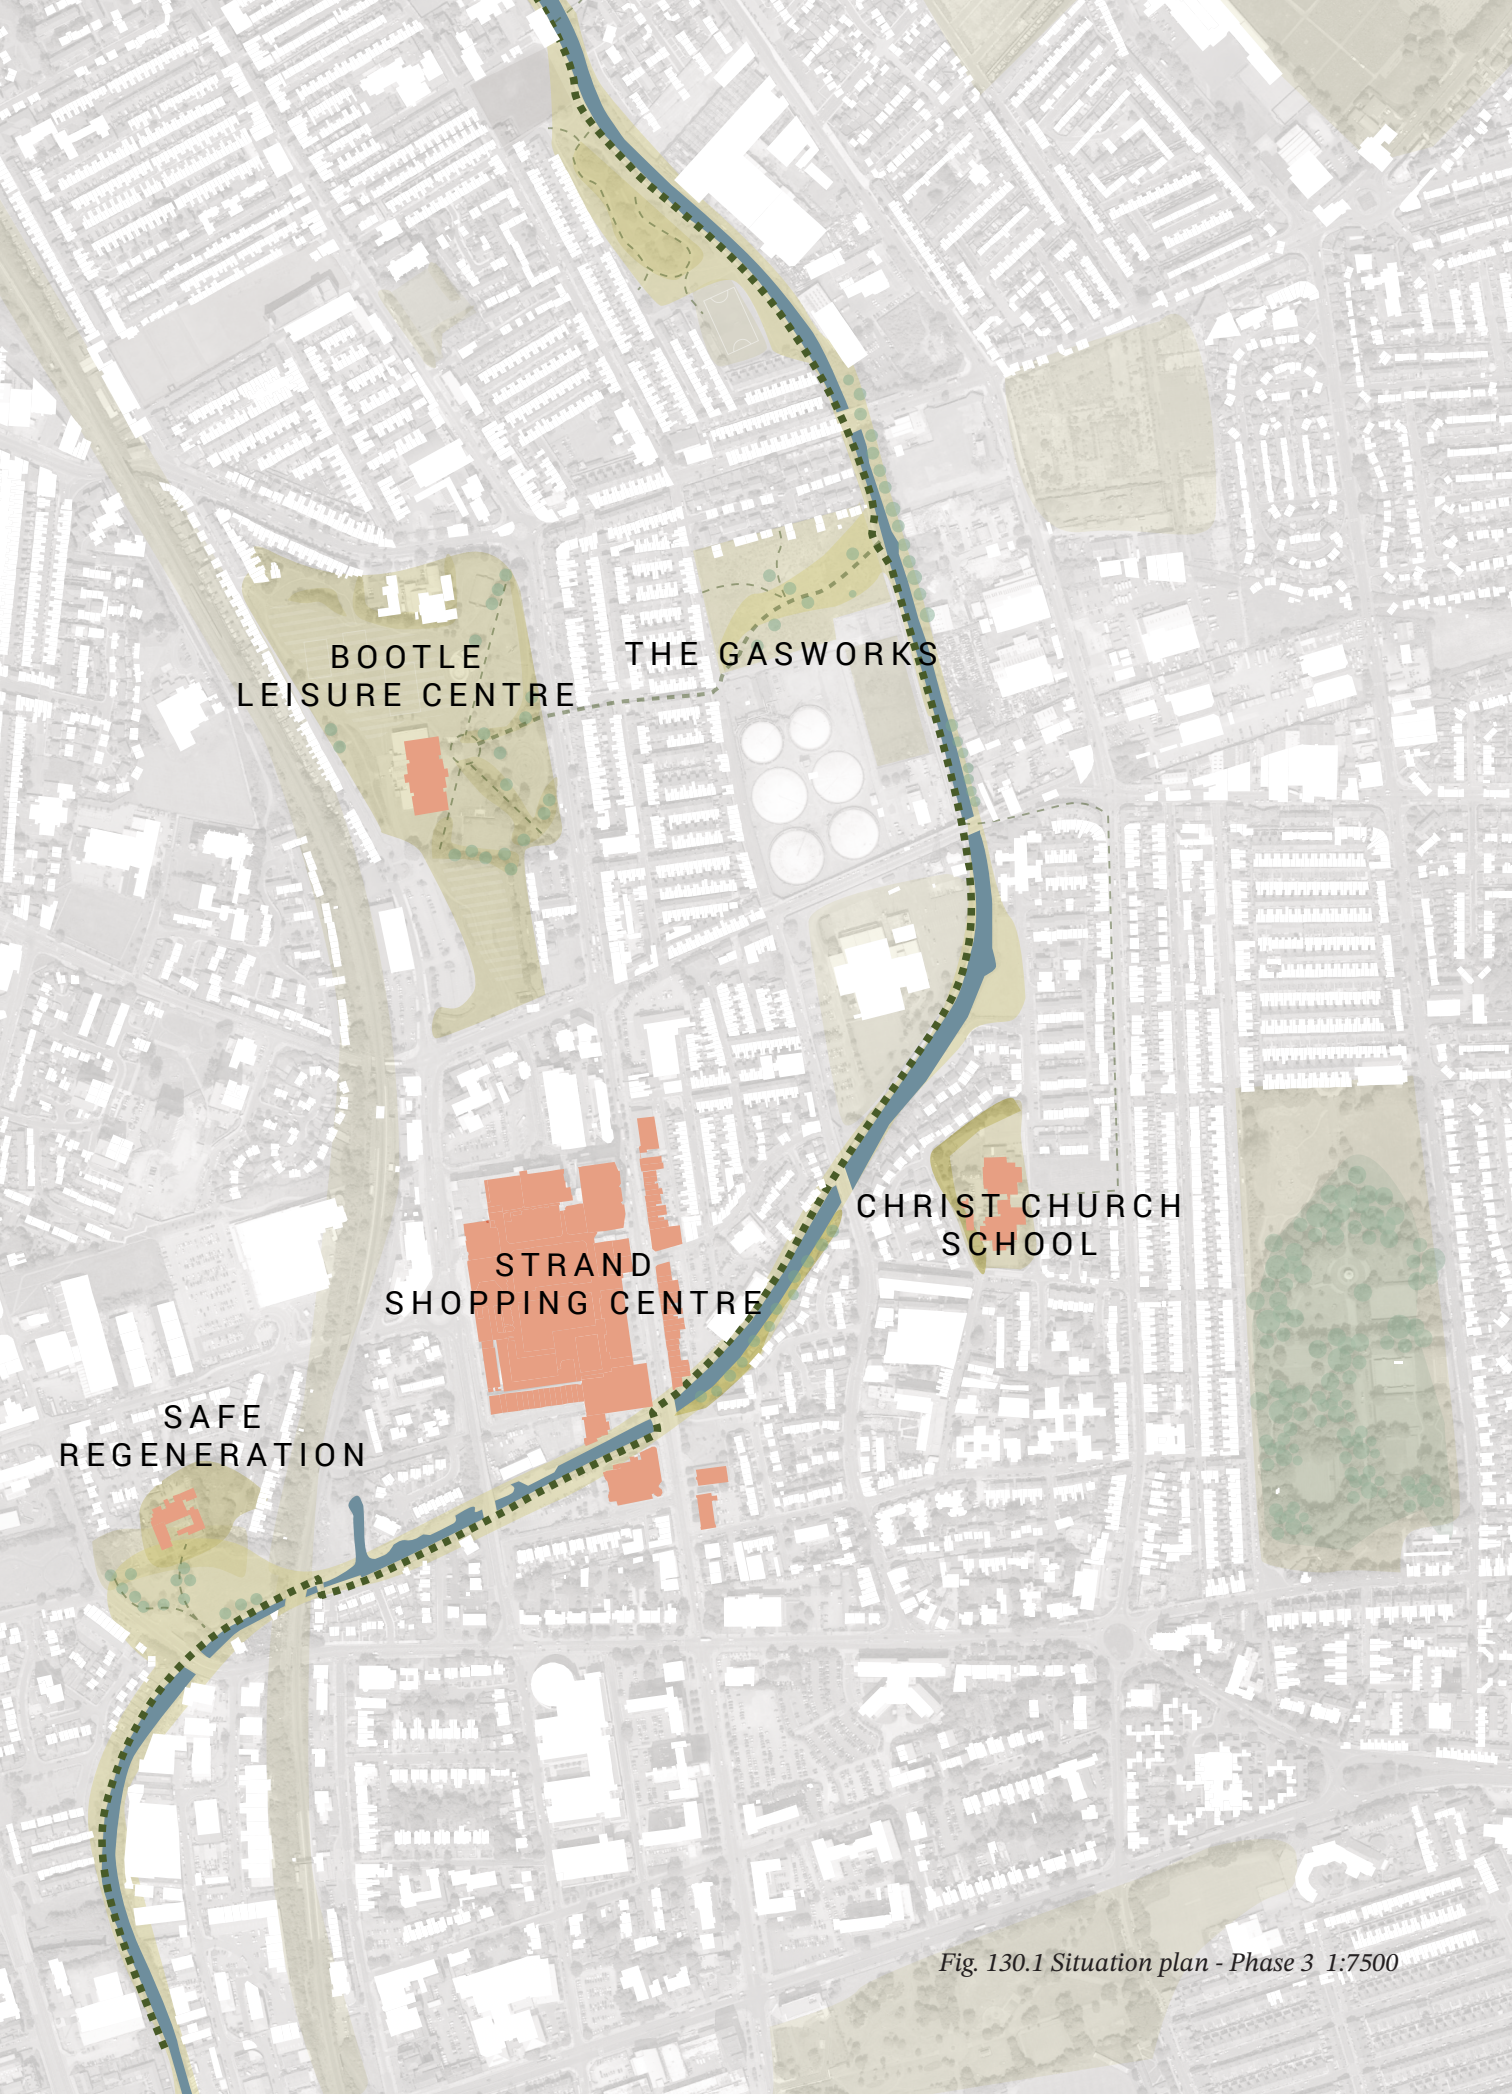 BOOTLE
LEISURE CENTRE
THE GASWORKS
CHRIST CHURCH
SCHOOL
STRAND
SHOPPING CENTRE
SAFE
REGENERATION
Fig. 130.1 Situation plan - Phase 3 1:7500